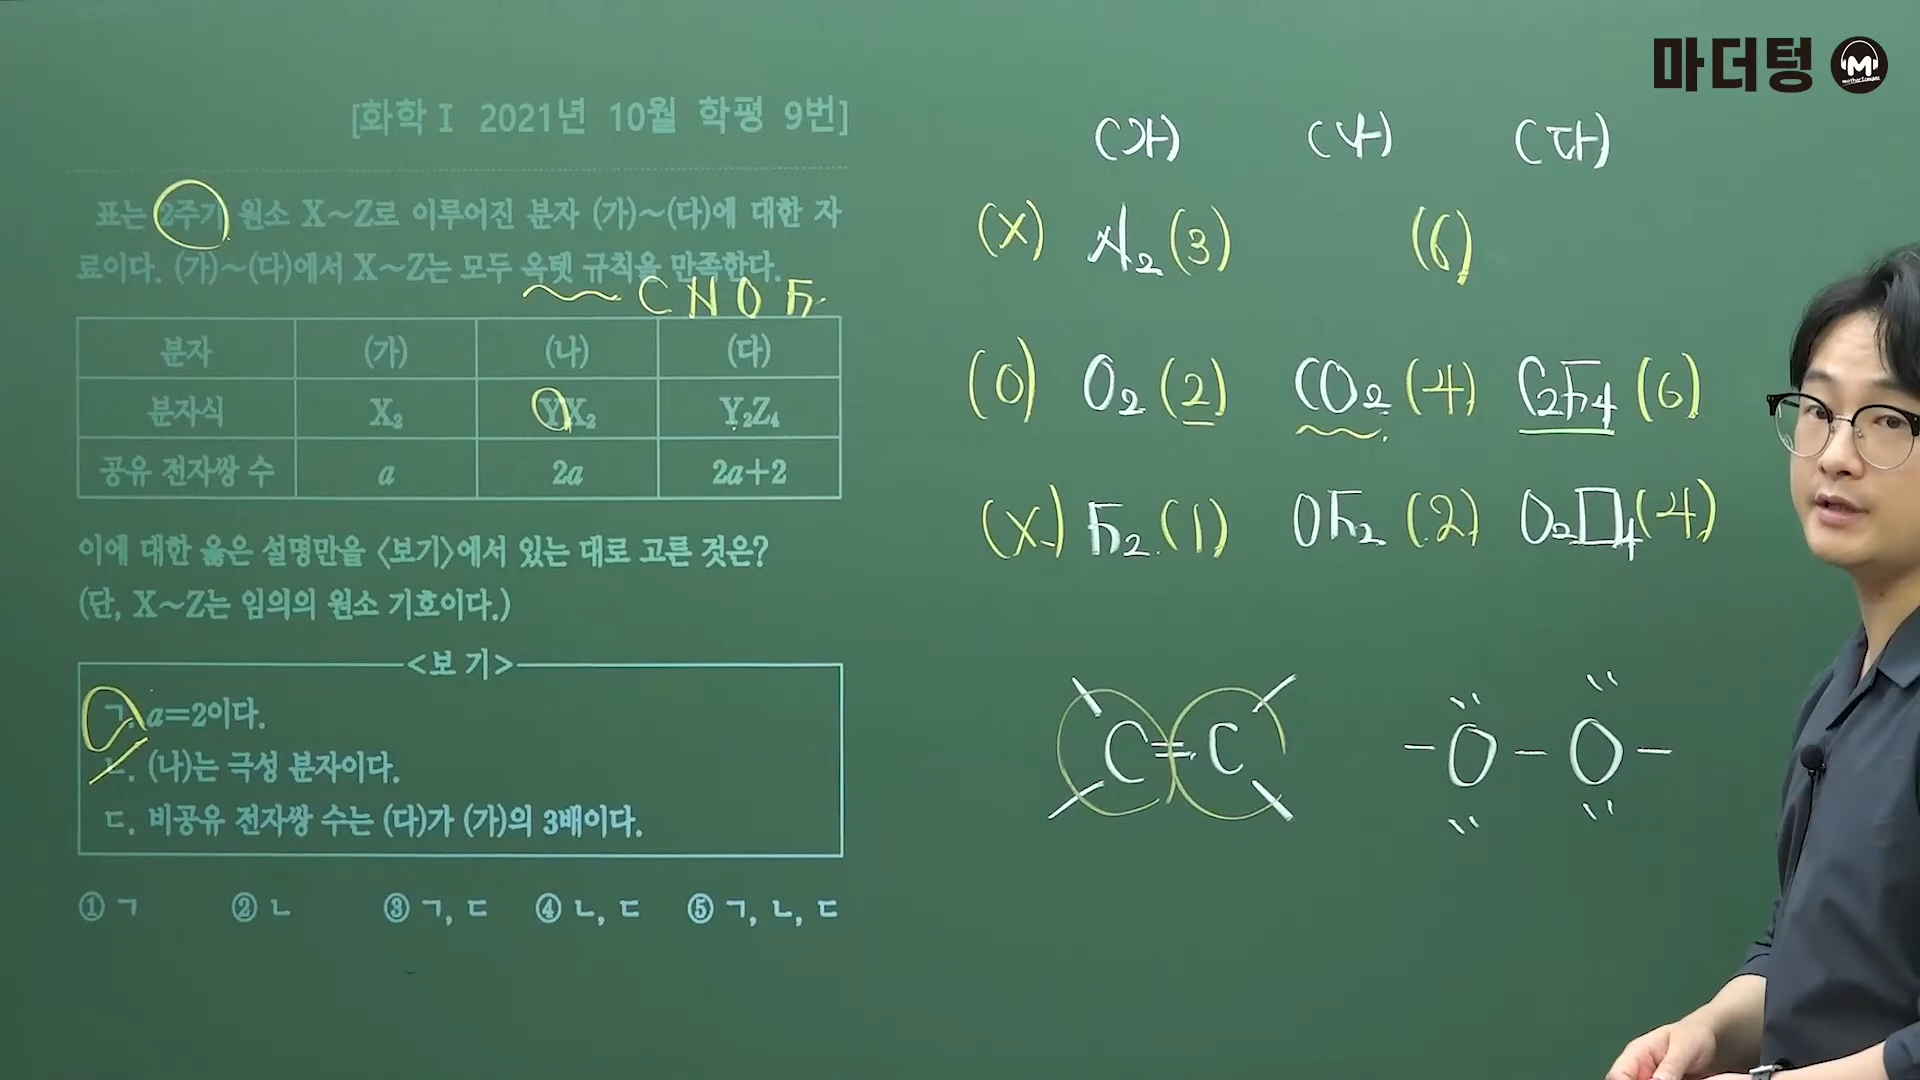 마더텅 M
[화학 I 2021년 10월 학평 9번]
표는 2주기 원소 X~Z로 이루어진 분자 (가)~(다)에 대한 자
료이다. (가)~(다)에서 X~Z는 모두 옥텟 규칙을 만족한다.
C N O F
분자 (가) (나) (다)
분자식 X₂ YX₂ Y₂Z₄
공유 전자쌍 수 a 2a 2a+2
이에 대한 옳은 설명만을 <보기>에서 있는 대로 고른 것은?
(단, X~Z는 임의의 원소 기호이다.)
<보 기>
ㄱ. a=2이다.
ㄴ. (나)는 극성 분자이다.
ㄷ. 비공유 전자쌍 수는 (다)가 (가)의 3배이다.
① ㄱ ② ㄴ ③ ㄱ, ㄷ ④ ㄴ, ㄷ ⑤ ㄱ, ㄴ, ㄷ
(가) (나) (다)
(X) N₂ (3) (6)
(O) O₂ (2) CO₂ (4) C₂F₄ (6)
(X) F₂ (1) OF₂ (2) O₂□₄ (4)
C=C -O-O-